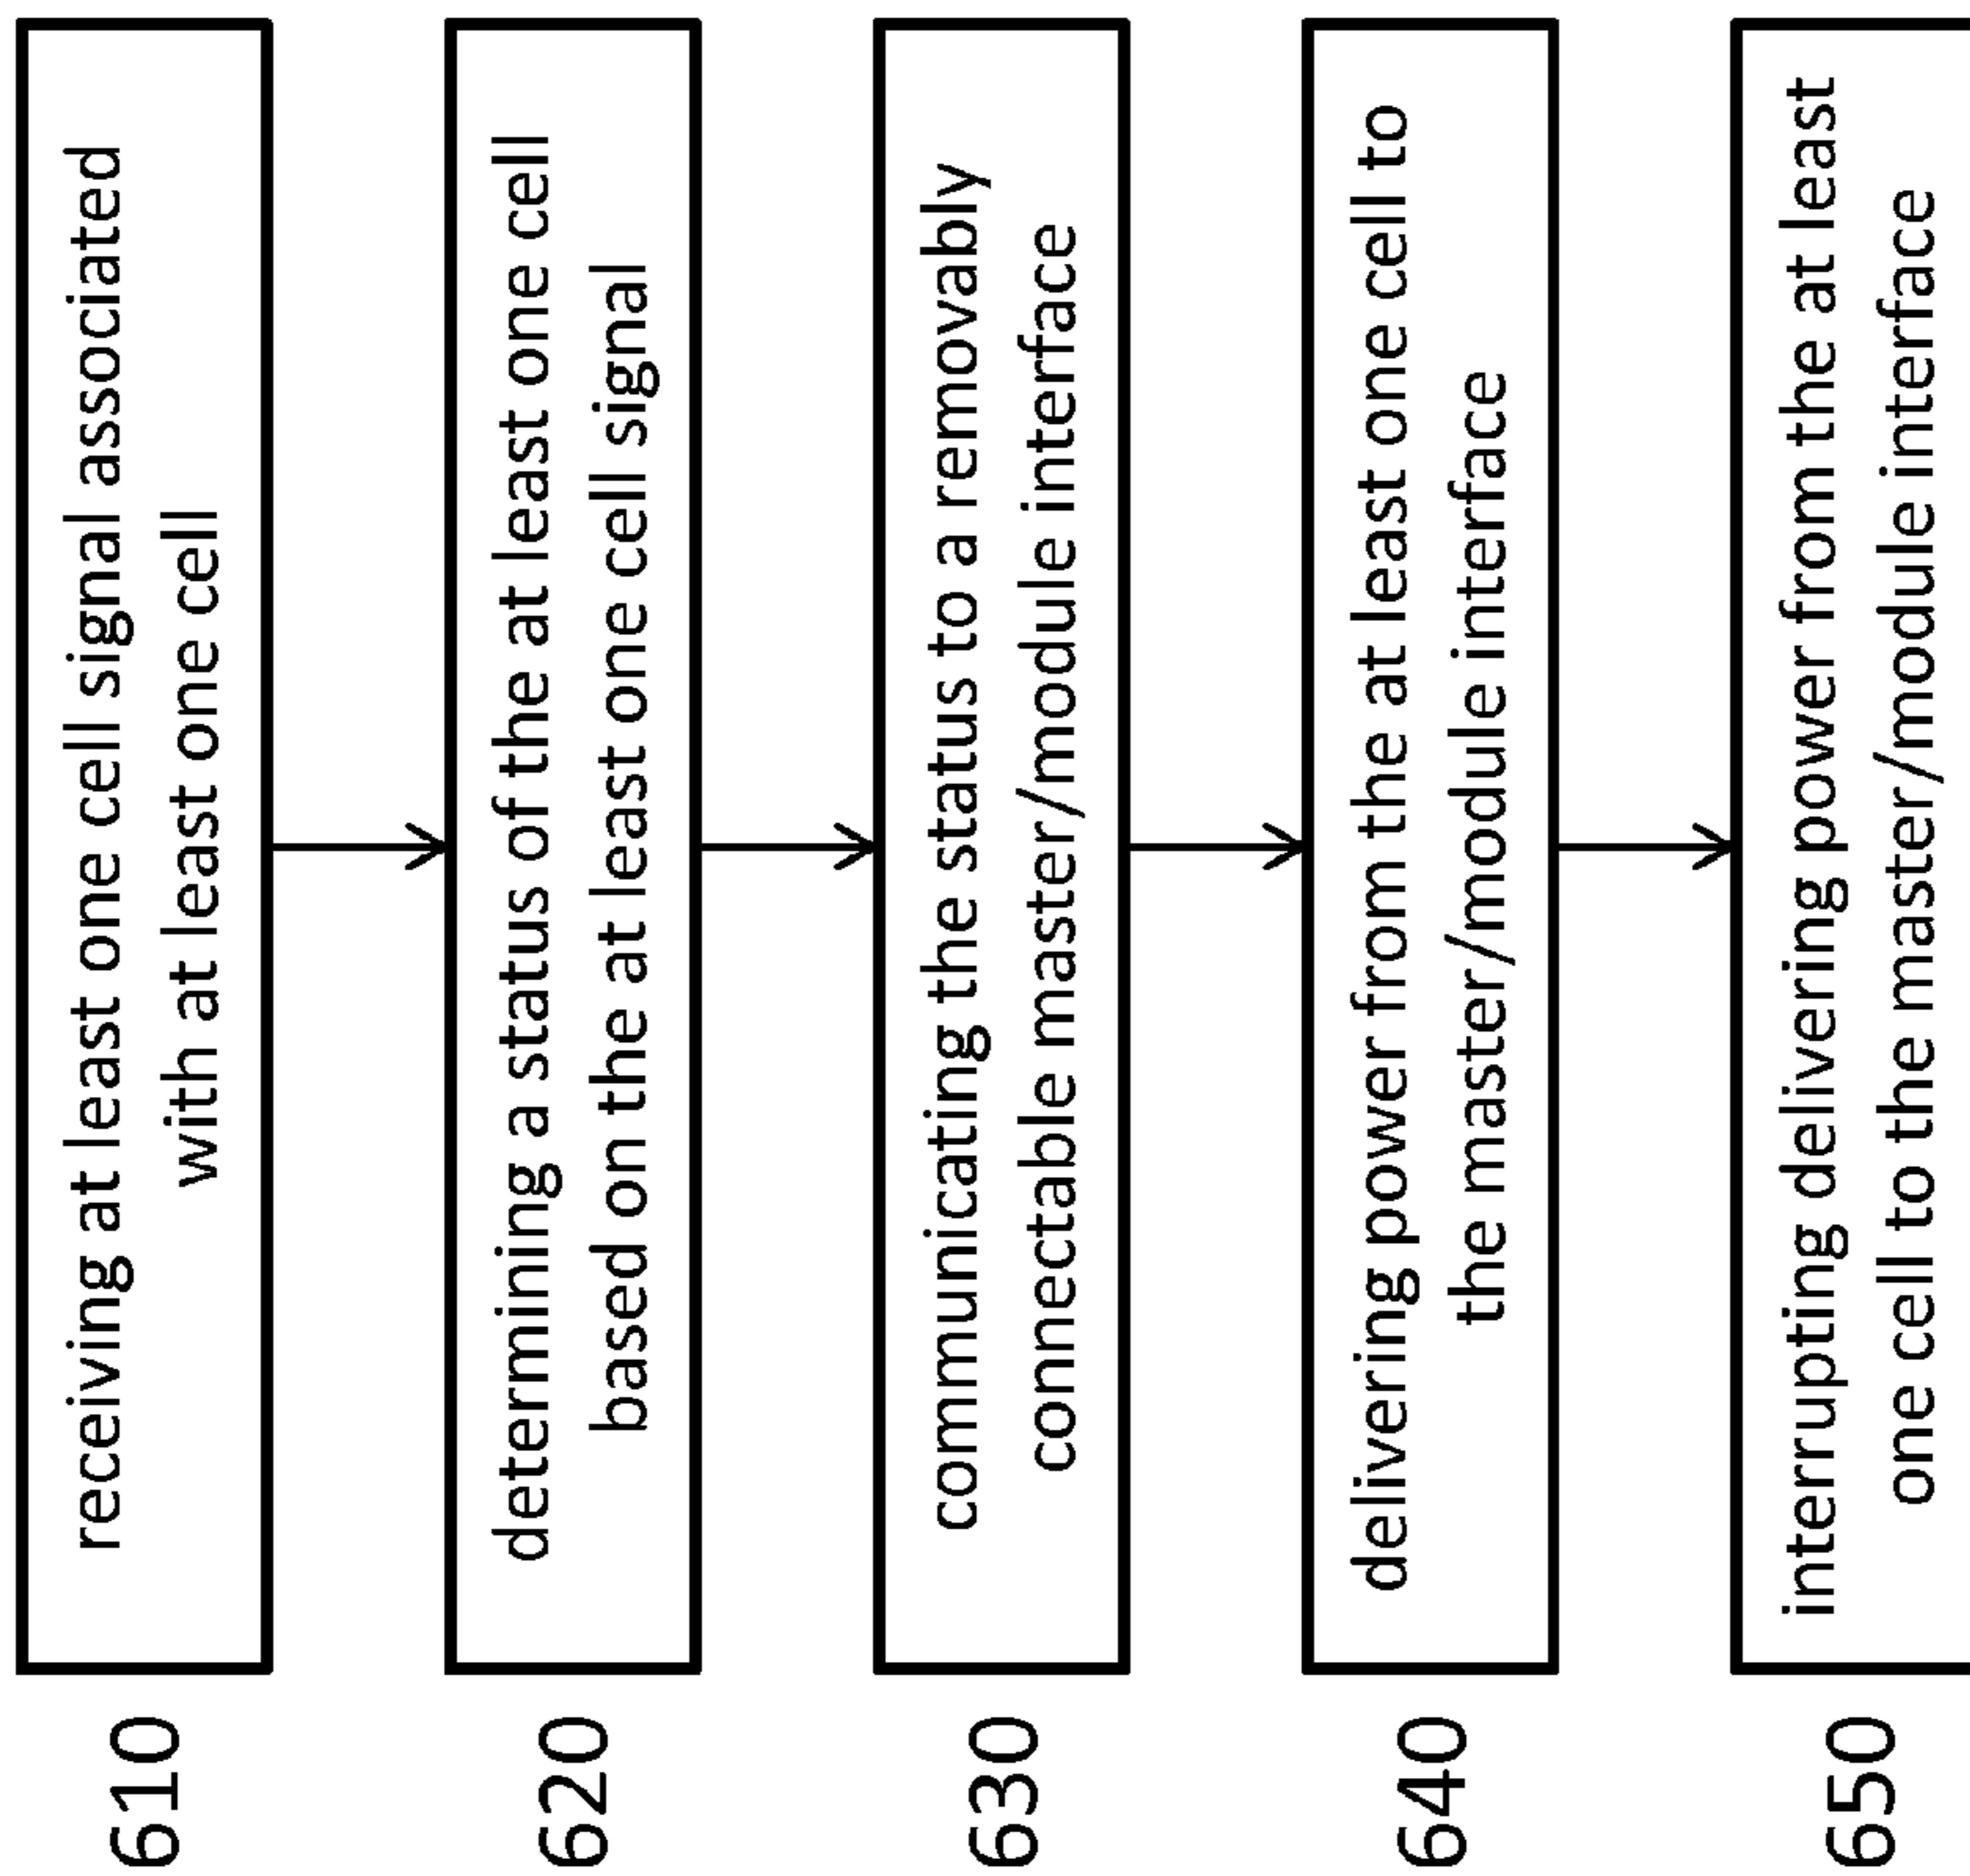 610
receiving at least one cell signal associated
with at least one cell
620
determining a status of the at least one cell
based on the at least one cell signal
630
communicating the status to a removably
connectable master/module interface
640
delivering power from the at least one cell to
the master/module interface
650
interrupting delivering power from the at least
one cell to the master/module interface